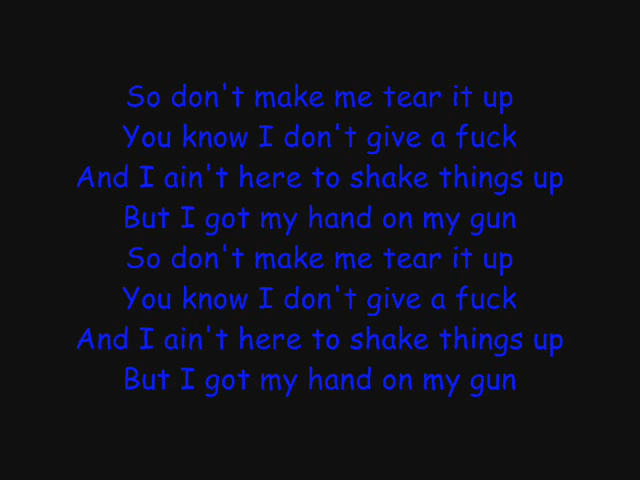 So don't make me tear it up
You know I don't give a fuck
And I ain't here to shake things up
But I got my hand on my gun
So don't make me tear it up
You know I don't give a fuck
And I ain't here to shake things up
But I got my hand on my gun